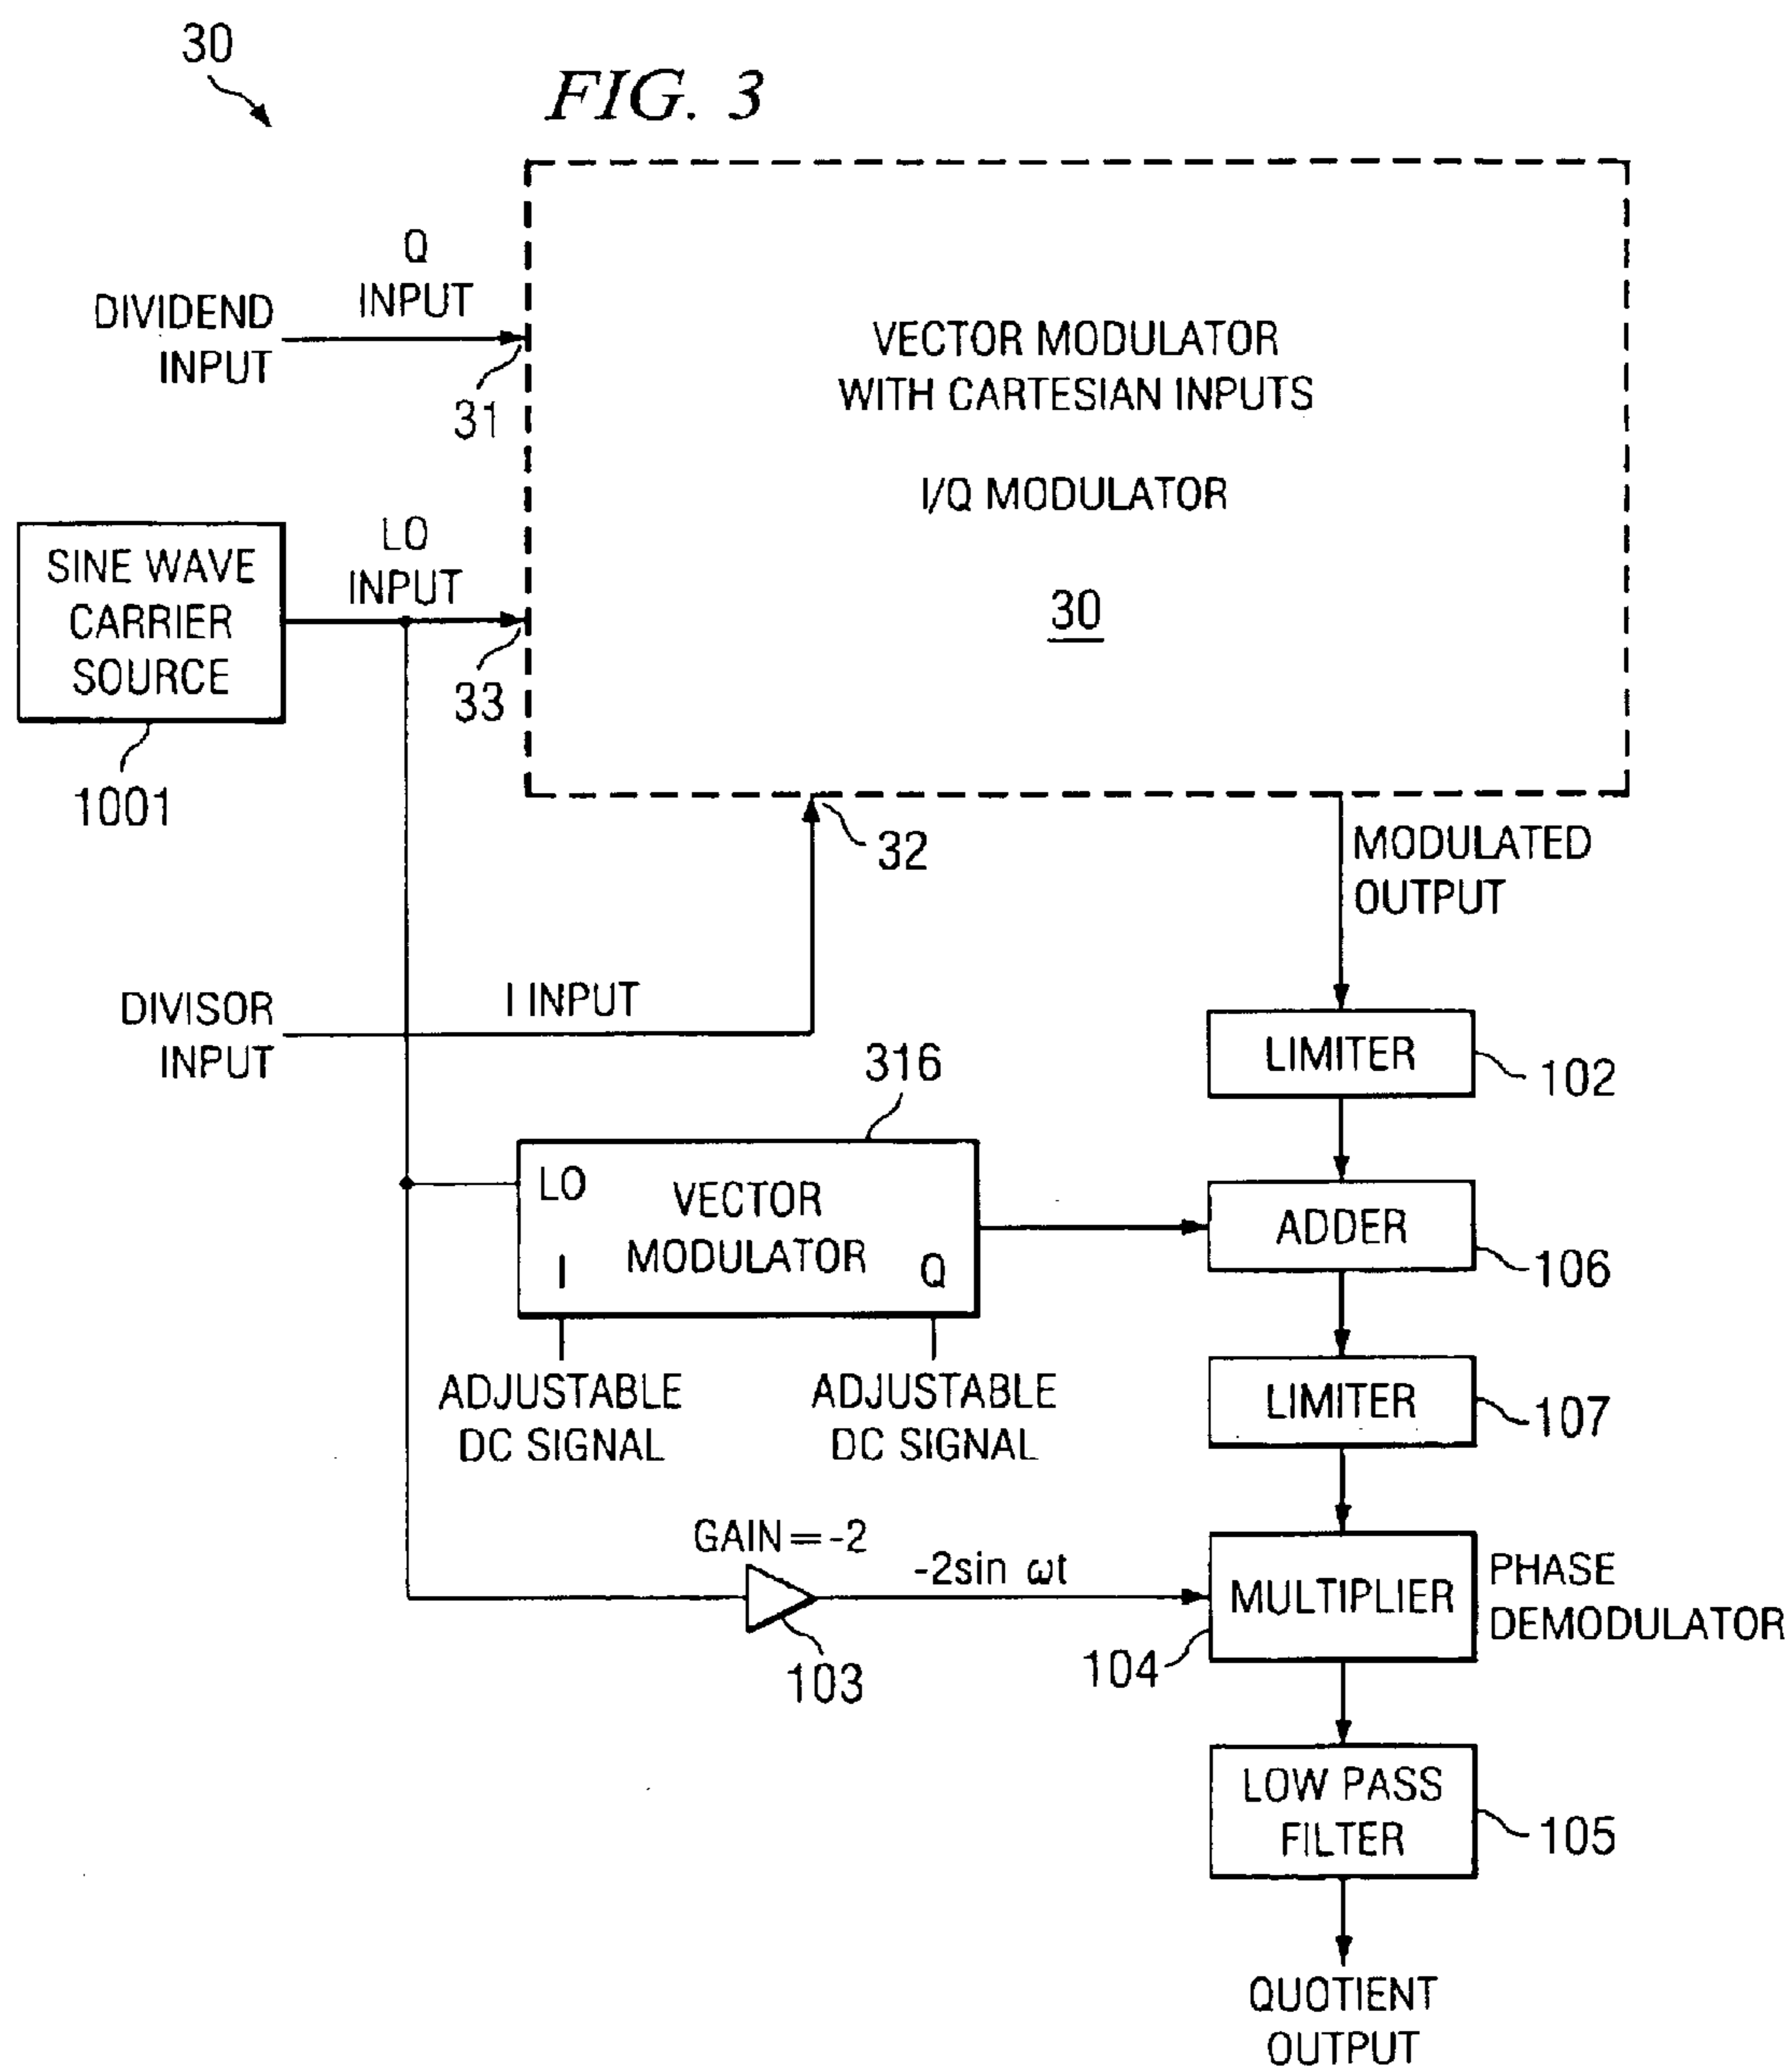 30
FIG. 3
Q
INPUT
DIVIDEND
INPUT
31
VECTOR MODULATOR
WITH CARTESIAN INPUTS
I/Q MODULATOR
30
SINE WAVE
CARRIER
SOURCE
1001
LO
INPUT
33
32
MODULATED
OUTPUT
DIVISOR
INPUT
I INPUT
LIMITER
102
316
LO
VECTOR
MODULATOR
I
Q
ADJUSTABLE
DC SIGNAL
ADJUSTABLE
DC SIGNAL
ADDER
106
LIMITER
107
GAIN=-2
-2sin ωt
103
MULTIPLIER
104
PHASE
DEMODULATOR
LOW PASS
FILTER
105
QUOTIENT
OUTPUT